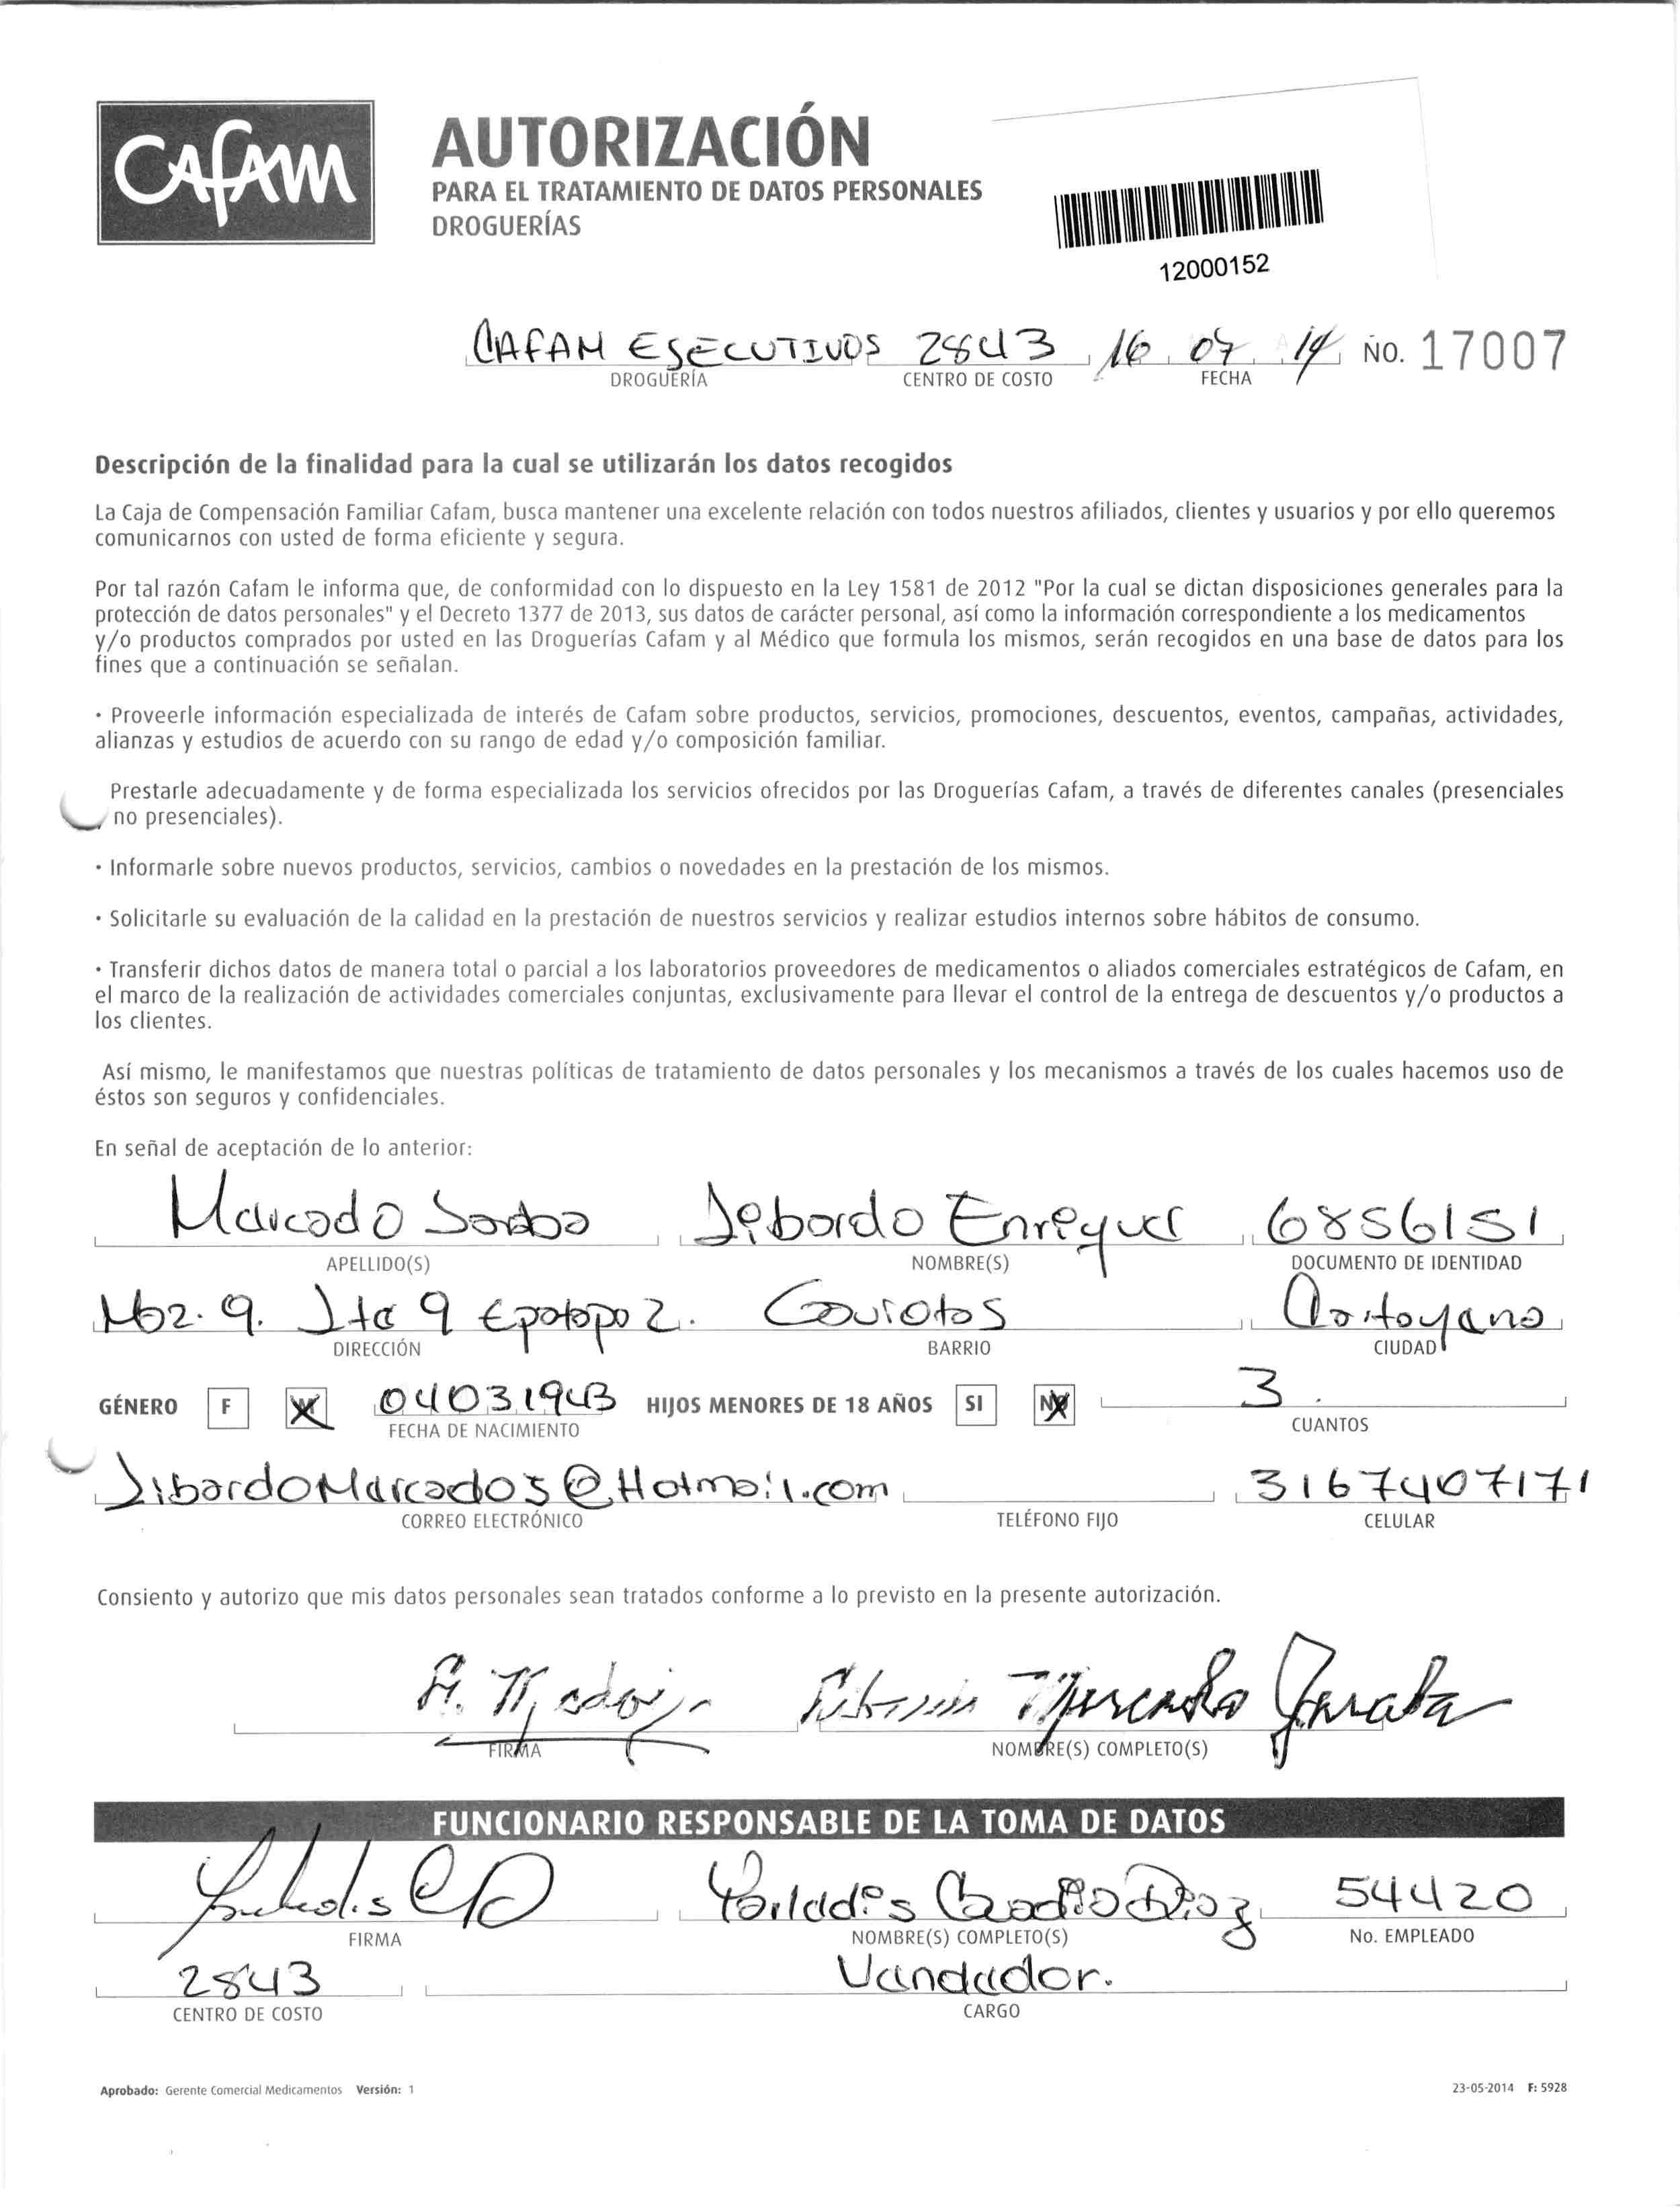 CAFAM
AUTORIZACIÓN
PARA EL TRATAMIENTO DE DATOS PERSONALES
DROGUERÍAS
12000152
CAFAM ESECUTIVOS 2843 16 07 14 NO. 17007
DROGUERÍA CENTRO DE COSTO FECHA
Descripción de la finalidad para la cual se utilizarán los datos recogidos
La Caja de Compensación Familiar Cafam, busca mantener una excelente relación con todos nuestros afiliados, clientes y usuarios y por ello queremos
comunicarnos con usted de forma eficiente y segura.
Por tal razón Cafam le informa que, de conformidad con lo dispuesto en la Ley 1581 de 2012 "Por la cual se dictan disposiciones generales para la
protección de datos personales" y el Decreto 1377 de 2013, sus datos de carácter personal, así como la información correspondiente a los medicamentos
y/o productos comprados por usted en las Droguerías Cafam y al Médico que formula los mismos, serán recogidos en una base de datos para los
fines que a continuación se señalan.
· Proveerle información especializada de interés de Cafam sobre productos, servicios, promociones, descuentos, eventos, campañas, actividades,
alianzas y estudios de acuerdo con su rango de edad y/o composición familiar.
Prestarle adecuadamente y de forma especializada los servicios ofrecidos por las Droguerías Cafam, a través de diferentes canales (presenciales
no presenciales).
· Informarle sobre nuevos productos, servicios, cambios o novedades en la prestación de los mismos.
· Solicitarle su evaluación de la calidad en la prestación de nuestros servicios y realizar estudios internos sobre hábitos de consumo.
· Transferir dichos datos de manera total o parcial a los laboratorios proveedores de medicamentos o aliados comerciales estratégicos de Cafam, en
el marco de la realización de actividades comerciales conjuntas, exclusivamente para llevar el control de la entrega de descuentos y/o productos a
los clientes.
Así mismo, le manifestamos que nuestras políticas de tratamiento de datos personales y los mecanismos a través de los cuales hacemos uso de
éstos son seguros y confidenciales.
En señal de aceptación de lo anterior:
Marcado Enrequer 6856151
APELLIDO(S) NOMBRE(S) DOCUMENTO DE IDENTIDAD
Mz. 9. Lta 9 Epotopo 2.
DIRECCIÓN BARRIO CIUDAD
GÉNERO F M 04031943 HIJOS MENORES DE 18 AÑOS SI NO 3
FECHA DE NACIMIENTO CUANTOS
LibardoMarcados@Hotmail.com 3167407171
CORREO ELECTRÓNICO TELÉFONO FIJO CELULAR
Consiento y autorizo que mis datos personales sean tratados conforme a lo previsto en la presente autorización.
Mercado
FIRMA NOMBRE(S) COMPLETO(S)
FUNCIONARIO RESPONSABLE DE LA TOMA DE DATOS
54420
FIRMA NOMBRE(S) COMPLETO(S) No. EMPLEADO
2843 Vandador.
CENTRO DE COSTO CARGO
Aprobado: Gerente Comercial Medicamentos Versión: 1 23-05-2014 F: 5928